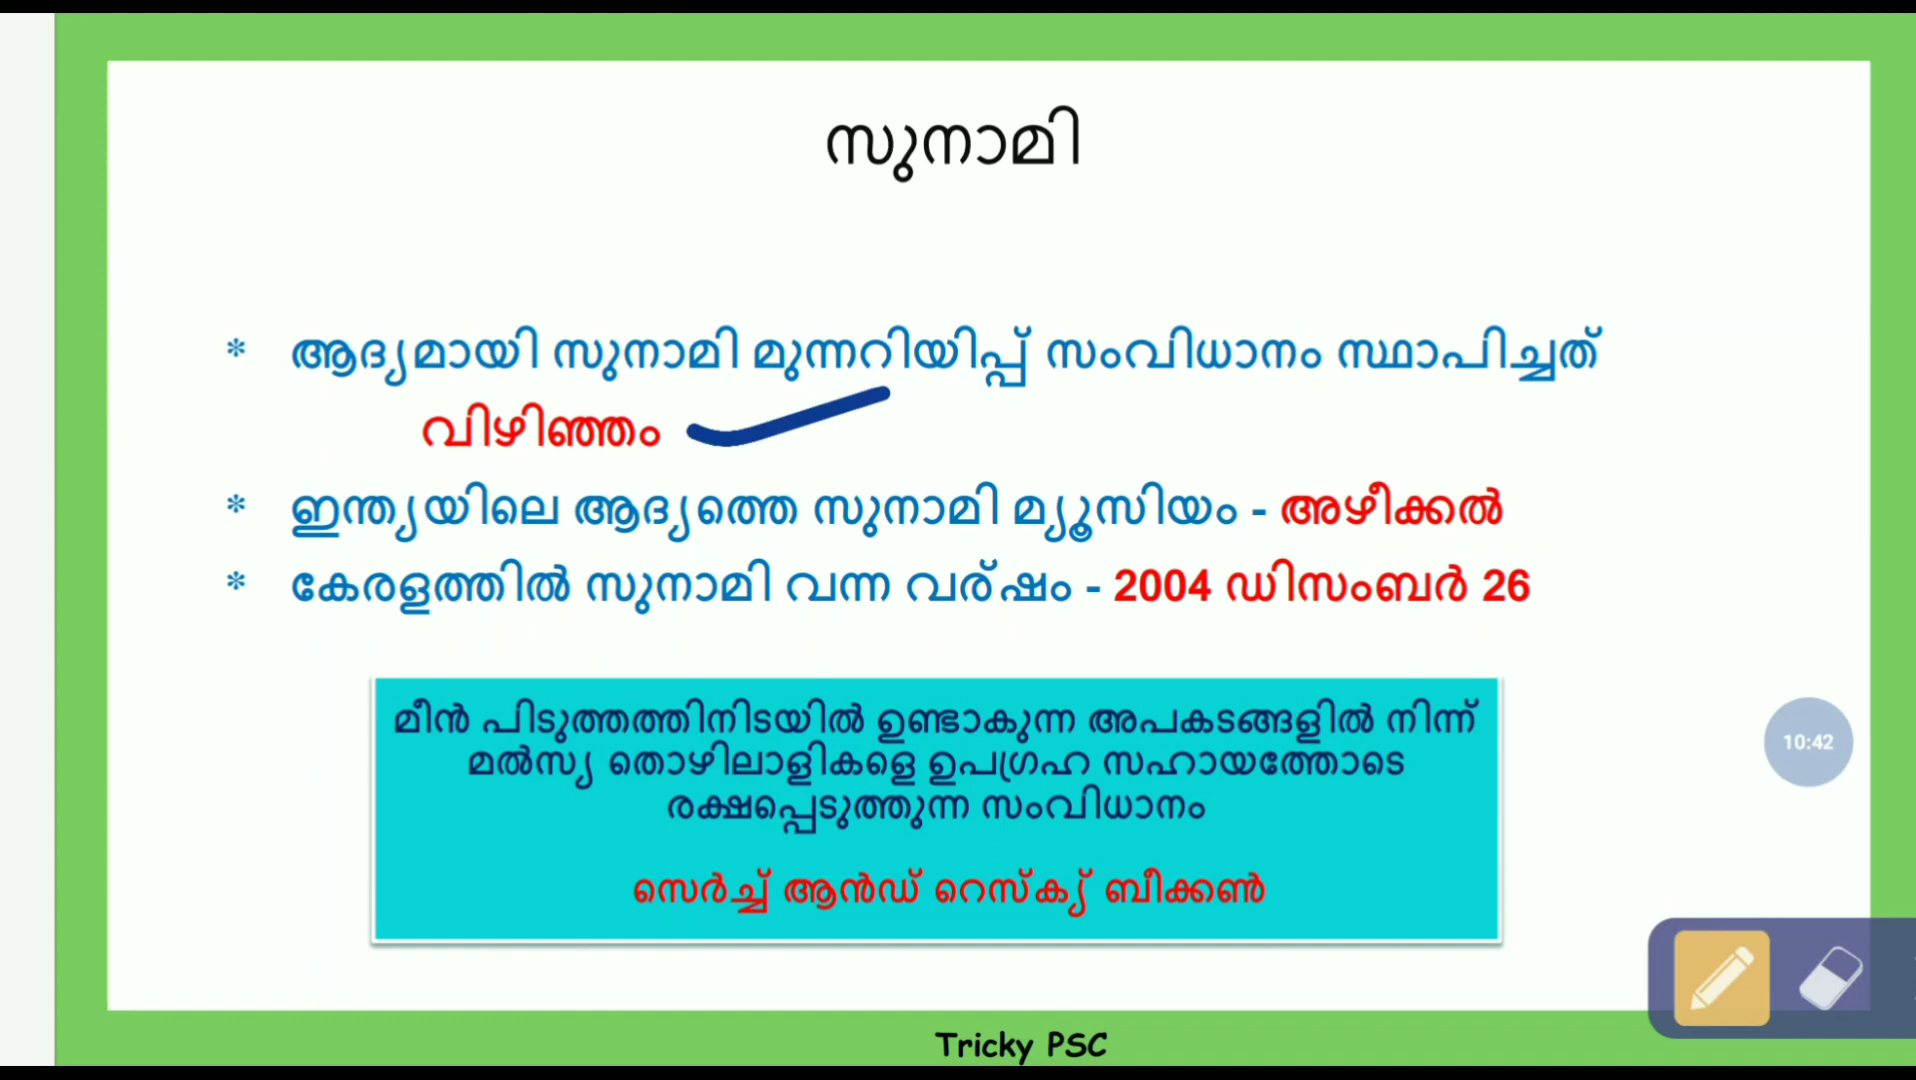 സുനാമി
* ആദ്യമായി സുനാമി മുന്നറിയിപ്പ് സംവിധാനം സ്ഥാപിച്ചത്
വിഴിഞ്ഞം
* ഇന്ത്യയിലെ ആദ്യത്തെ സുനാമി മ്യൂസിയം - അഴീക്കൽ
* കേരളത്തിൽ സുനാമി വന്ന വര്ഷം - 2004 ഡിസംബർ 26
മീൻ പിടുത്തത്തിനിടയിൽ ഉണ്ടാകുന്ന അപകടങ്ങളിൽ നിന്ന്
മൽസ്യ തൊഴിലാളികളെ ഉപഗ്രഹ സഹായത്തോടെ
രക്ഷപ്പെടുത്തുന്ന സംവിധാനം
സെർച്ച് ആൻഡ് റെസ്ക്യ് ബീക്കൺ
10:42
Tricky PSC